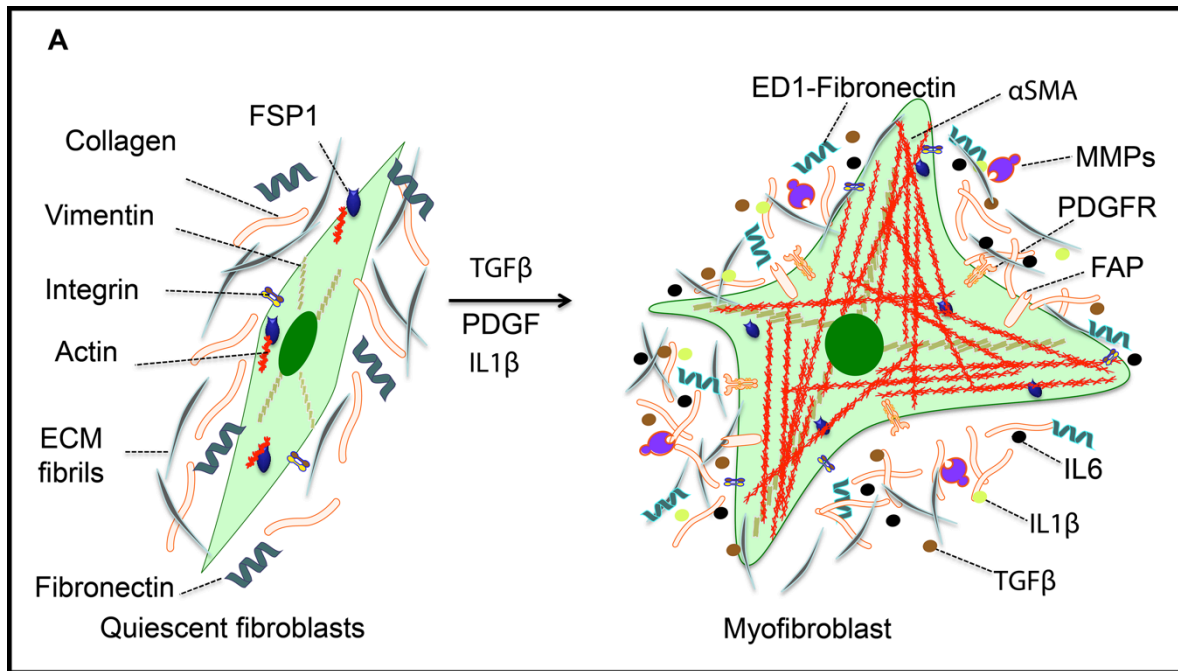 A
FSP1
Collagen
Vimentin
Integrin
Actin
ECM
fibrils
Fibronectin
Quiescent fibroblasts
TGFβ
PDGF
IL1β
ED1-Fibronectin
αSMA
MMPs
PDGFR
FAP
IL6
IL1β
TGFβ
Myofibroblast